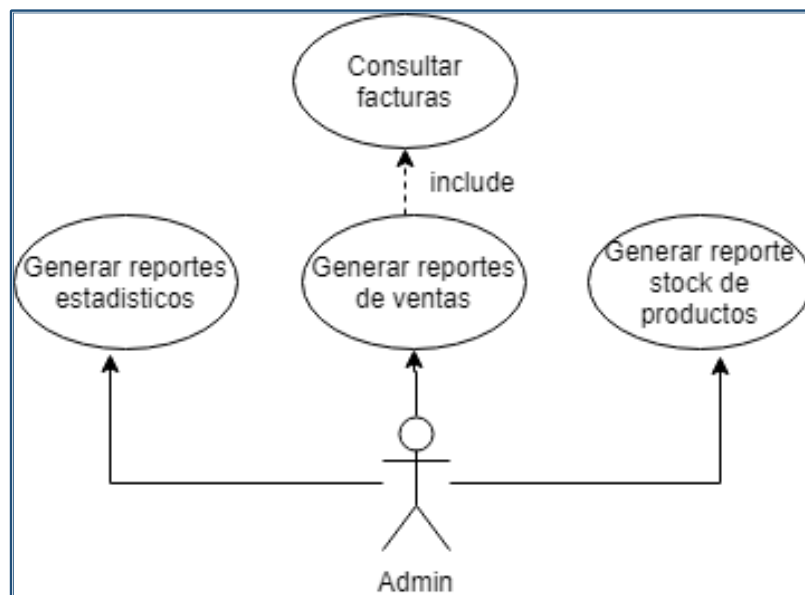 Consultar
facturas
include
Generar reportes
estadisticos
Generar reportes
de ventas
Generar reporte
stock de
productos
Admin